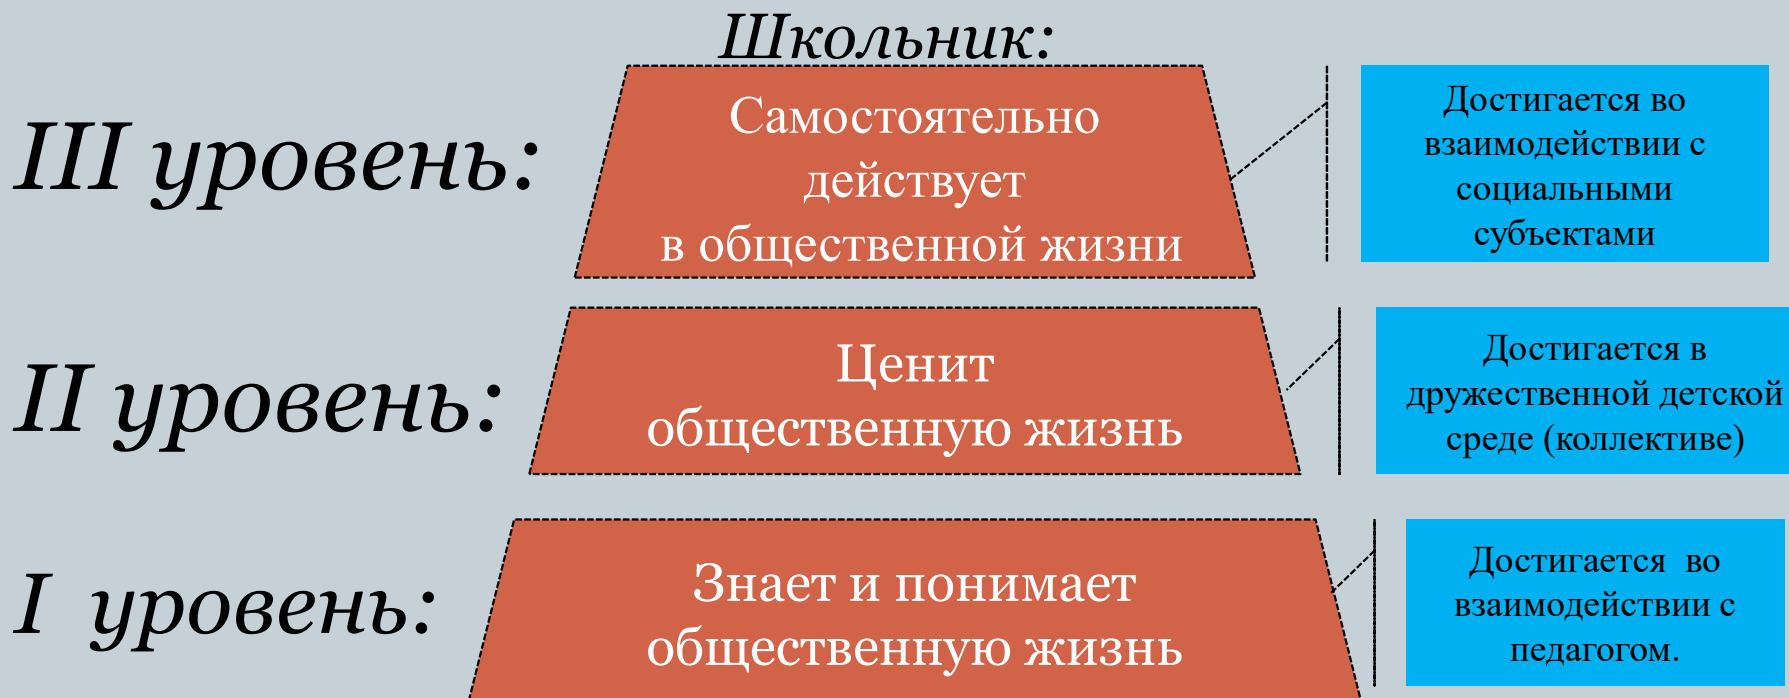 Школьник:
III уровень:
Самостоятельно
действует
в общественной жизни
Достигается во
взаимодействии с
социальными
субъектами
II уровень:
Ценит
общественную жизнь
Достигается в
дружественной детской
среде (коллективе)
I уровень:
Знает и понимает
общественную жизнь
Достигается во
взаимодействии с
педагогом.